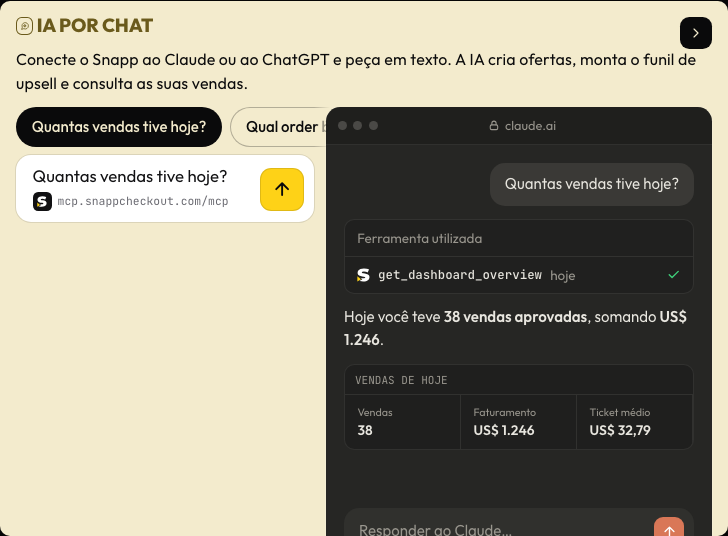 IA POR CHAT
Conecte o Snapp ao Claude ou ao ChatGPT e peça em texto. A IA cria ofertas, monta o funil de
upsell e consulta as suas vendas.
Quantas vendas tive hoje?
Qual order b
Quantas vendas tive hoje?
mcp.snappcheckout.com/mcp
claude.ai
Quantas vendas tive hoje?
Ferramenta utilizada
S get_dashboard_overview hoje
Hoje você teve 38 vendas aprovadas, somando US$
1.246.
VENDAS DE HOJE
Vendas
38
Faturamento
US$ 1.246
Ticket médio
US$ 32,79
Responder ao Claude...